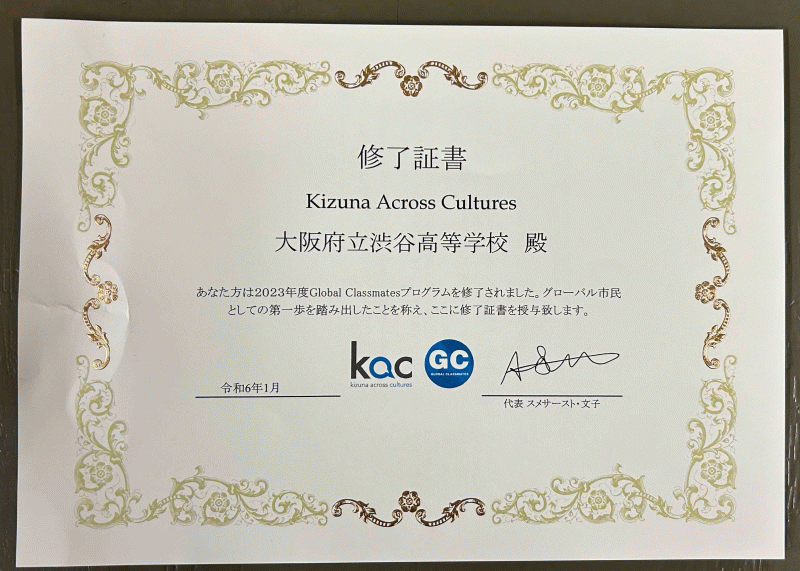 修了証書
Kizuna Across Cultures
大阪府立渋谷高等学校 殿
あなた方は2023年度Global Classmatesプログラムを修了されました。グローバル市民
としての第一歩を踏み出したことを称え、ここに修了証書を授与致します。
kac
kizuna across cultures
GC
GLOBAL CLASSMATES
令和6年1月
代表 スメサースト・文子